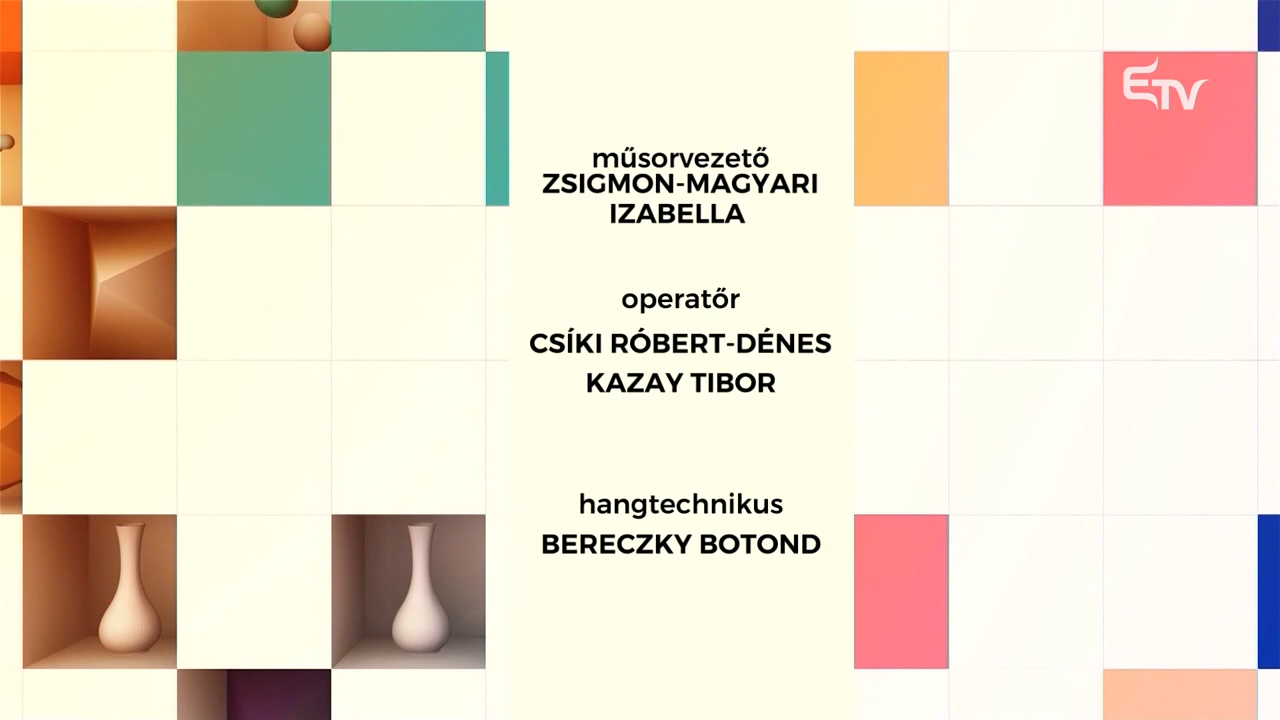 ETV
műsorvezető
ZSIGMON-MAGYARI
IZABELLA
operatőr
CSÍKI RÓBERT-DÉNES
KAZAY TIBOR
hangtechnikus
BERECZKY BOTOND